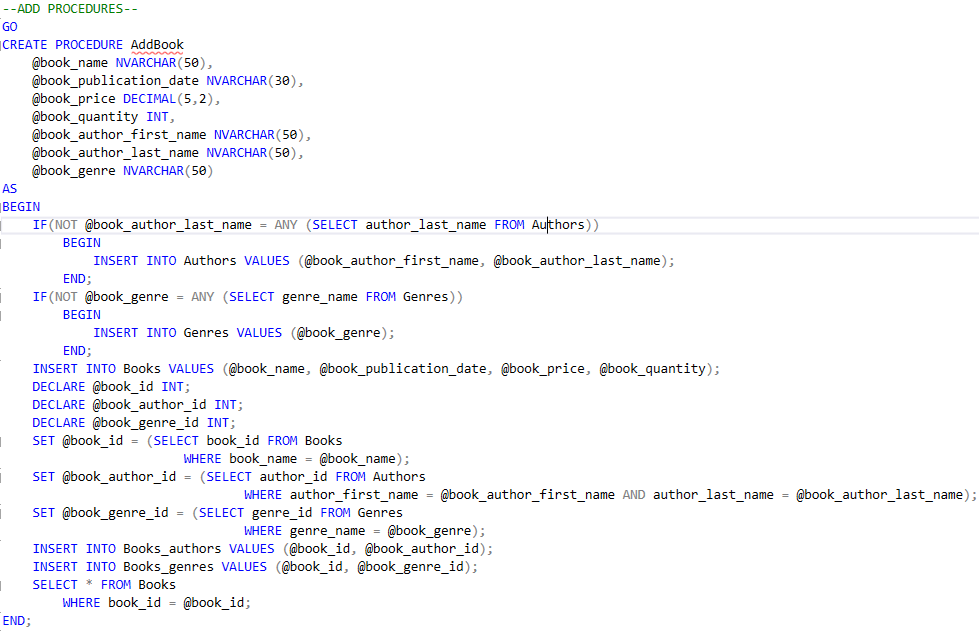 --ADD PROCEDURES--
GO
CREATE PROCEDURE AddBook
    @book_name NVARCHAR(50),
    @book_publication_date NVARCHAR(30),
    @book_price DECIMAL(5,2),
    @book_quantity INT,
    @book_author_first_name NVARCHAR(50),
    @book_author_last_name NVARCHAR(50),
    @book_genre NVARCHAR(50)
AS
BEGIN
    IF(NOT @book_author_last_name = ANY (SELECT author_last_name FROM Authors))
        BEGIN
            INSERT INTO Authors VALUES (@book_author_first_name, @book_author_last_name);
        END;
    IF(NOT @book_genre = ANY (SELECT genre_name FROM Genres))
        BEGIN
            INSERT INTO Genres VALUES (@book_genre);
        END;
    INSERT INTO Books VALUES (@book_name, @book_publication_date, @book_price, @book_quantity);
    DECLARE @book_id INT;
    DECLARE @book_author_id INT;
    DECLARE @book_genre_id INT;
    SET @book_id = (SELECT book_id FROM Books
                        WHERE book_name = @book_name);
    SET @book_author_id = (SELECT author_id FROM Authors
                                WHERE author_first_name = @book_author_first_name AND author_last_name = @book_author_last_name);
    SET @book_genre_id = (SELECT genre_id FROM Genres
                                WHERE genre_name = @book_genre);
    INSERT INTO Books_authors VALUES (@book_id, @book_author_id);
    INSERT INTO Books_genres VALUES (@book_id, @book_genre_id);
    SELECT * FROM Books
        WHERE book_id = @book_id;
END;